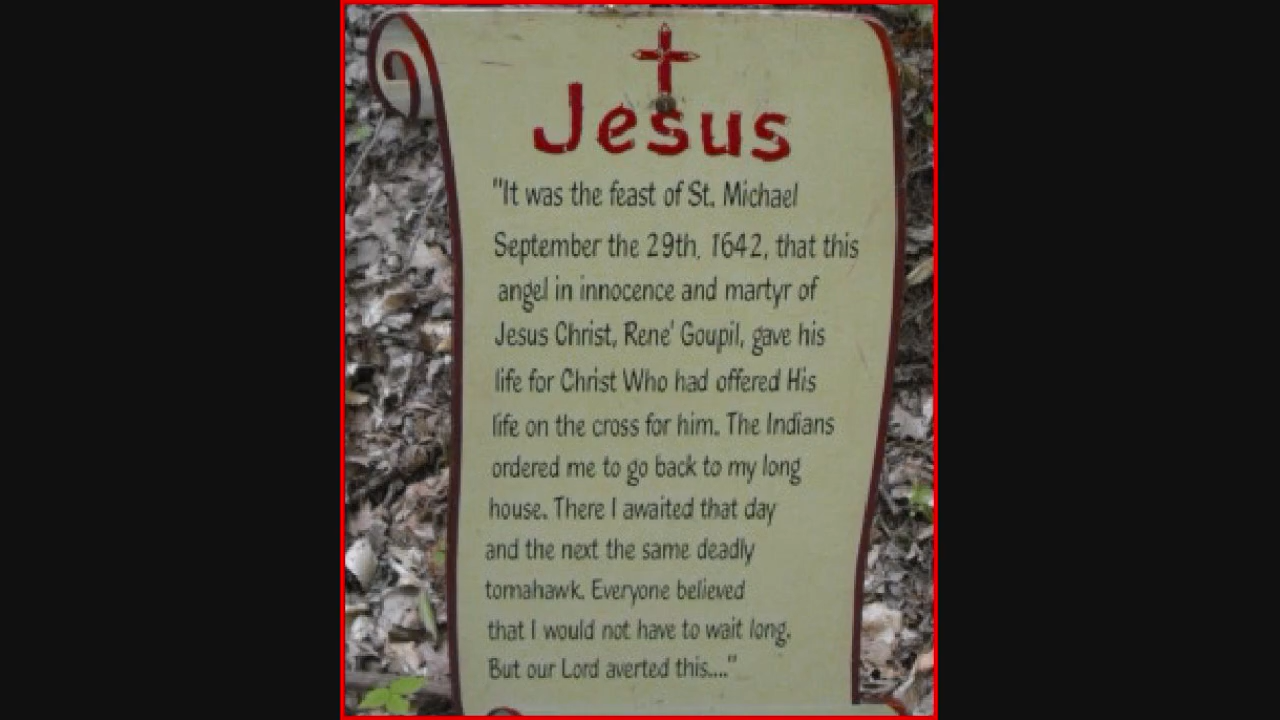 Jesus
"It was the feast of St. Michael
September the 29th, 1642, that this
angel in innocence and martyr of
Jesus Christ, Rene' Goupil, gave his
life for Christ Who had offered His
life on the cross for him. The Indians
ordered me to go back to my long
house. There I awaited that day
and the next the same deadly
tomahawk. Everyone believed
that I would not have to wait long.
But our Lord averted this...."